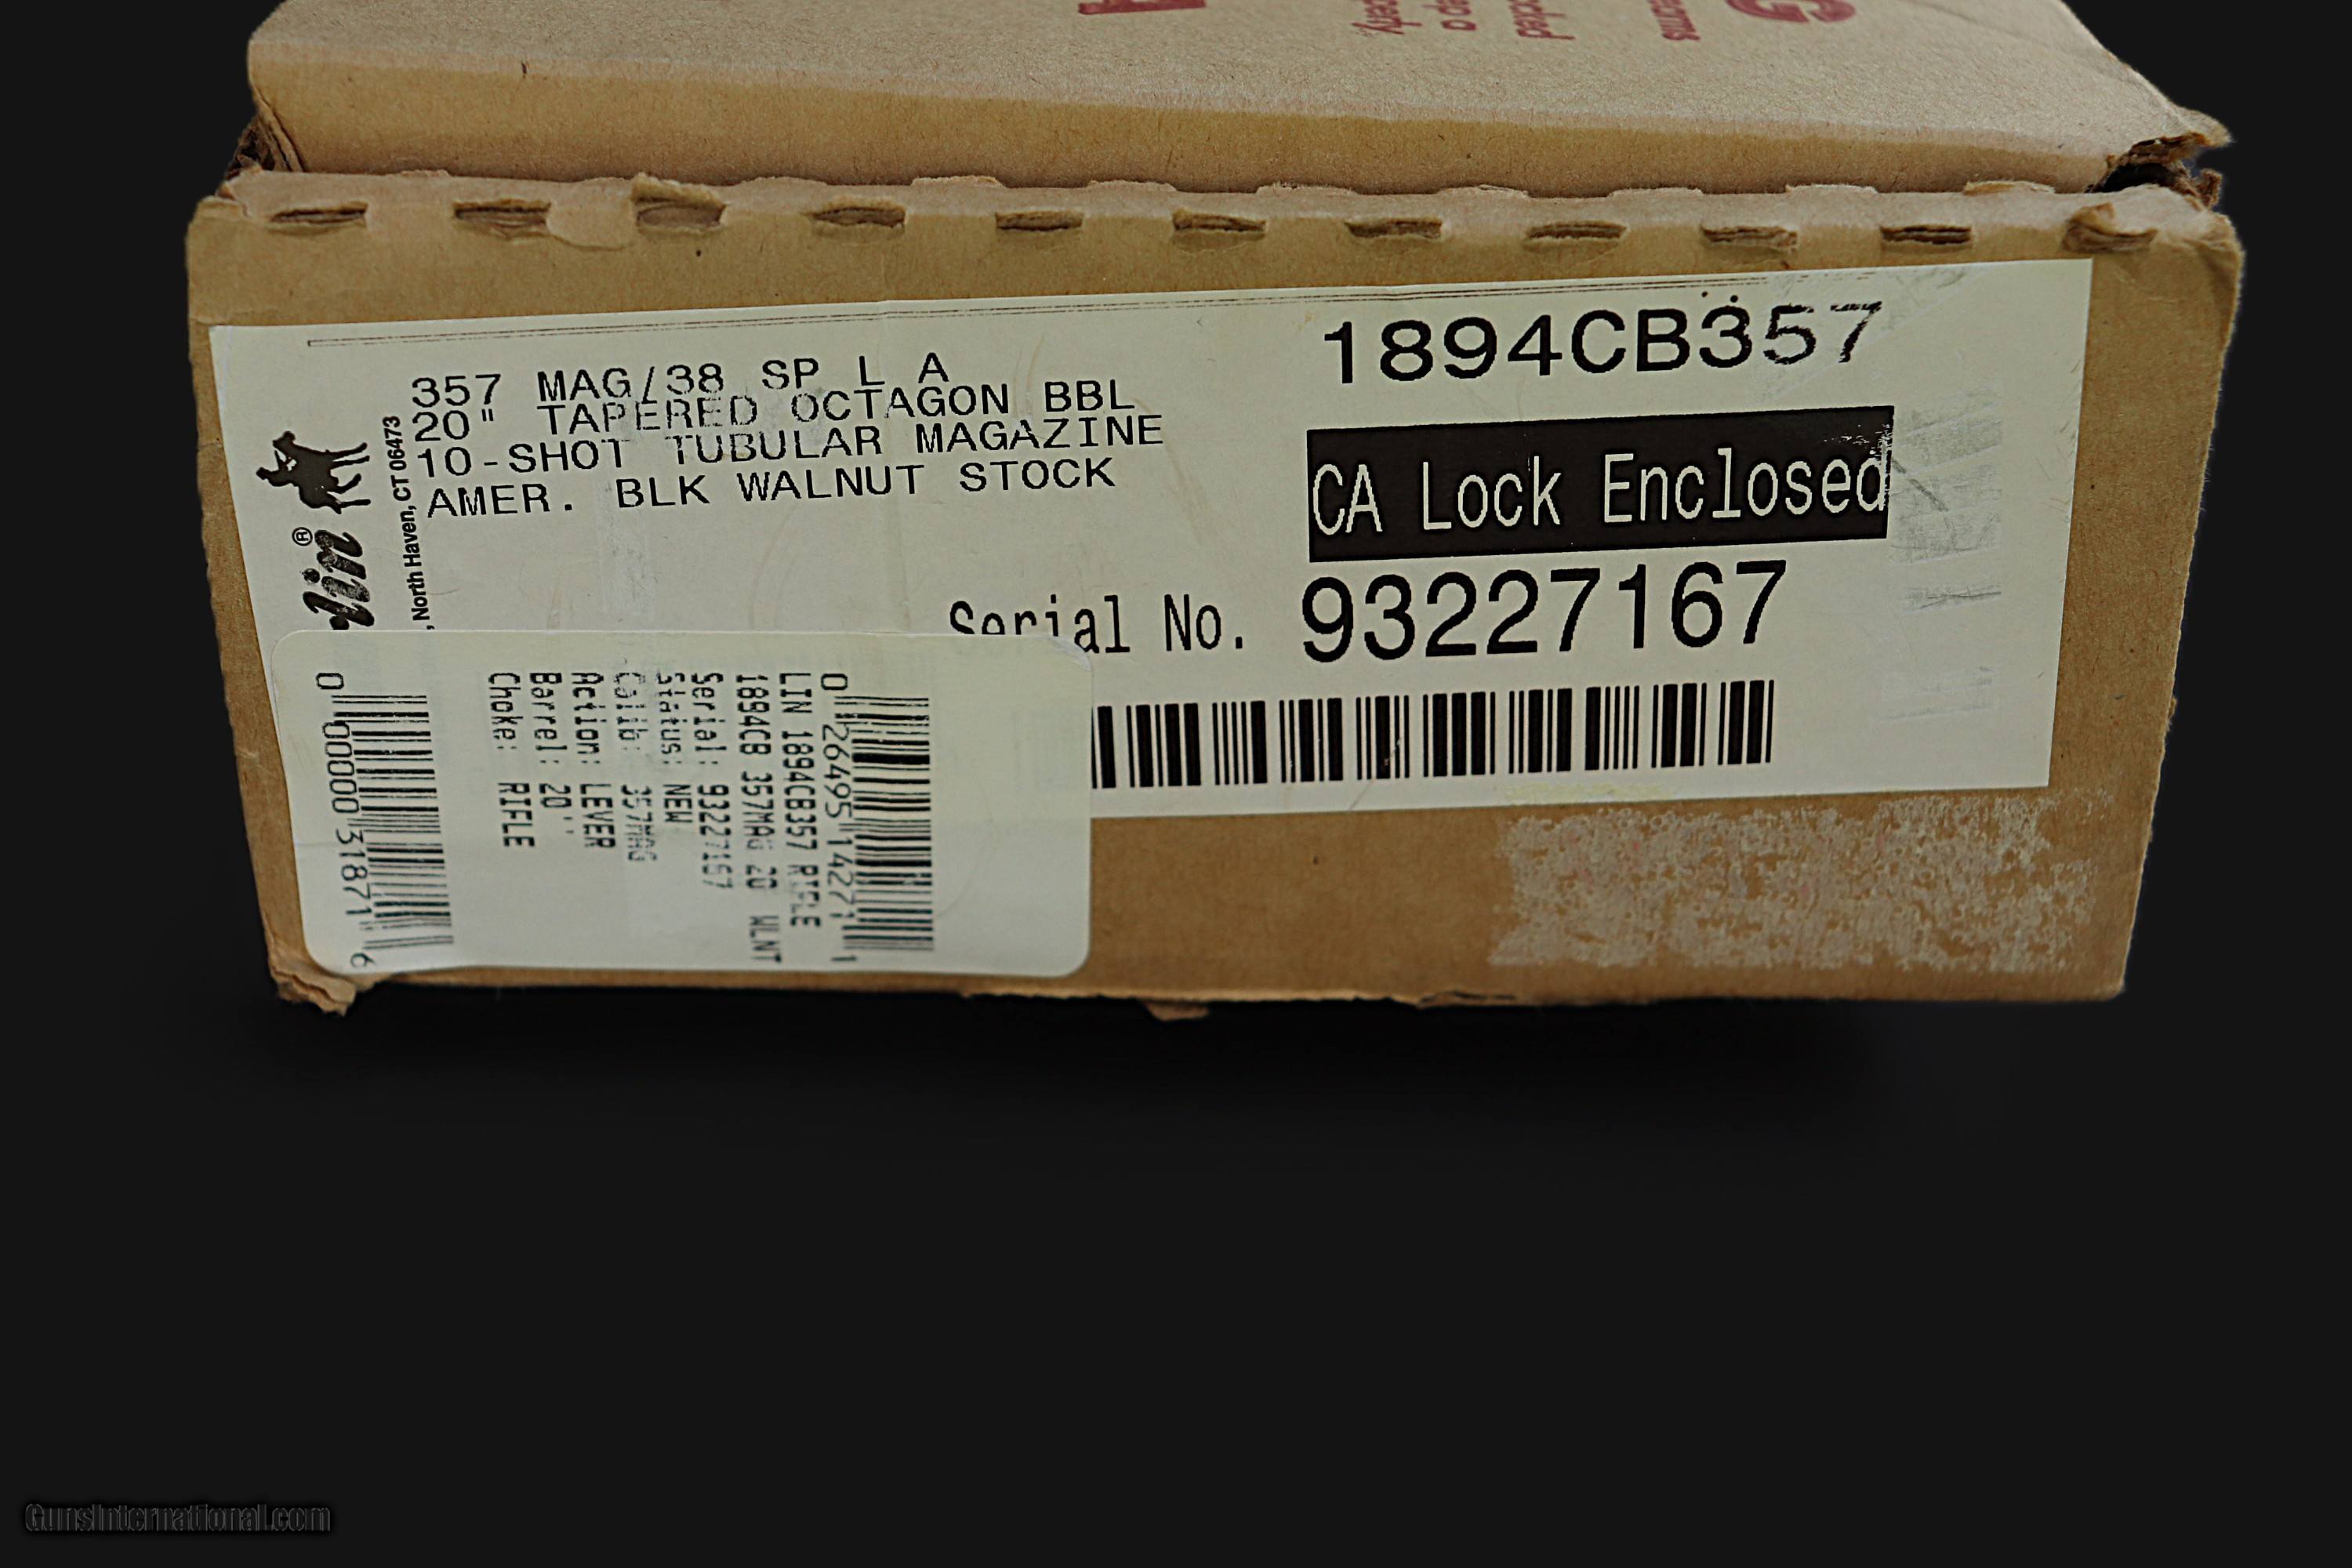 357 MAG/38 SP L A
20" TAPERED OCTAGON BBL
10-SHOT TUBULAR MAGAZINE
AMER. BLK WALNUT STOCK
1894CB357
CA Lock Enclosed
Serial No. 93227167
lin®
, North Haven, CT 06473
0 26495 14271 1
LIN 1894CB357 RIFLE
1894CB 357MAG 20 WLNT
Serial: 93227167
Status: NEW
Calib: 357MAG
Action: LEVER
Barrel: 20''
Choke: RIFLE
0 00000 31871 6
GunsInternational.com